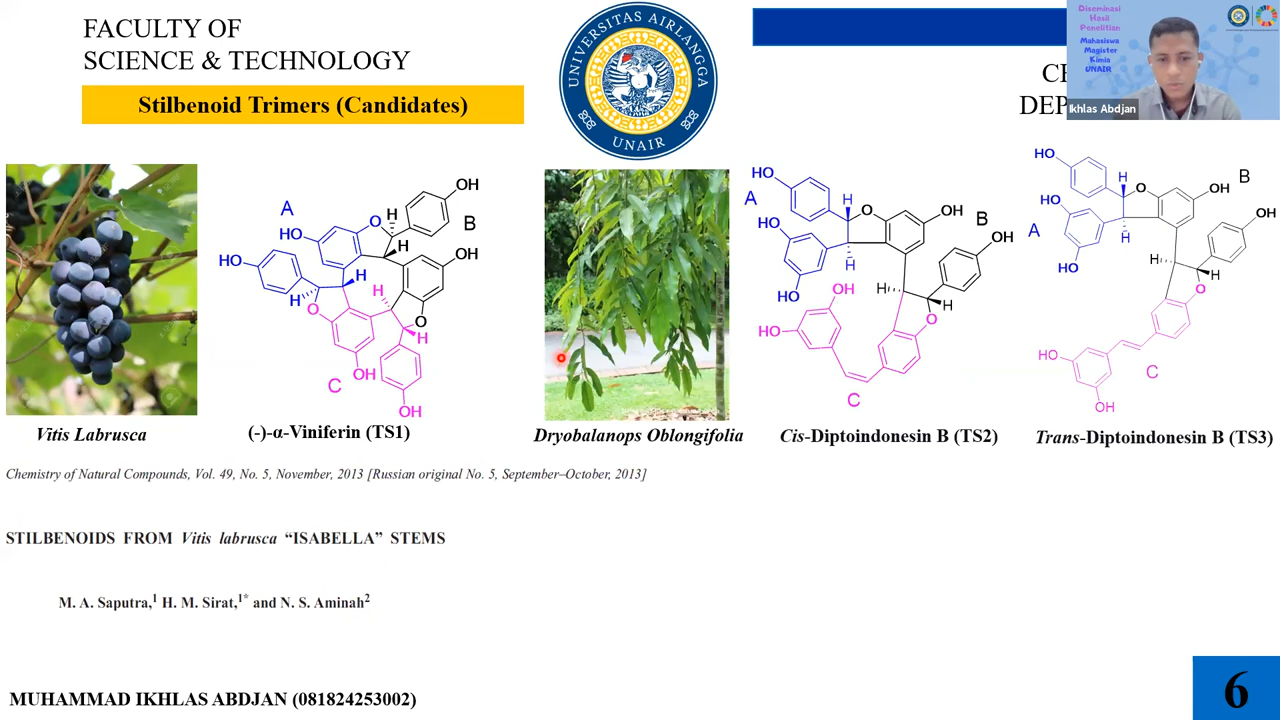 FACULTY OF
SCIENCE & TECHNOLOGY
Stilbenoid Trimers (Candidates)
UNIVERSITAS AIRLANGGA
UNAIR
Diseminasi
Hasil
Penelitian
Mahasiswa
Magister
Kimia
UNAIR
Ikhlas Abdjan
A
HO
O
H
OH
B
H
HO
H
H
OH
H
O
O
H
C
OH
OH
A
HO
H
O
OH
B
HO
H
OH
HO
H
H
OH
O
HO
C
HO
H
O
OH
B
HO
A
H
OH
HO
H
H
O
HO
C
OH
Vitis Labrusca
(-)-α-Viniferin (TS1)
Dryobalanops Oblongifolia
Cis-Diptoindonesin B (TS2)
Trans-Diptoindonesin B (TS3)
Chemistry of Natural Compounds, Vol. 49, No. 5, November, 2013 [Russian original No. 5, September–October, 2013]
STILBENOIDS FROM Vitis labrusca “ISABELLA” STEMS
M. A. Saputra,1 H. M. Sirat,1* and N. S. Aminah2
MUHAMMAD IKHLAS ABDJAN (081824253002)
6